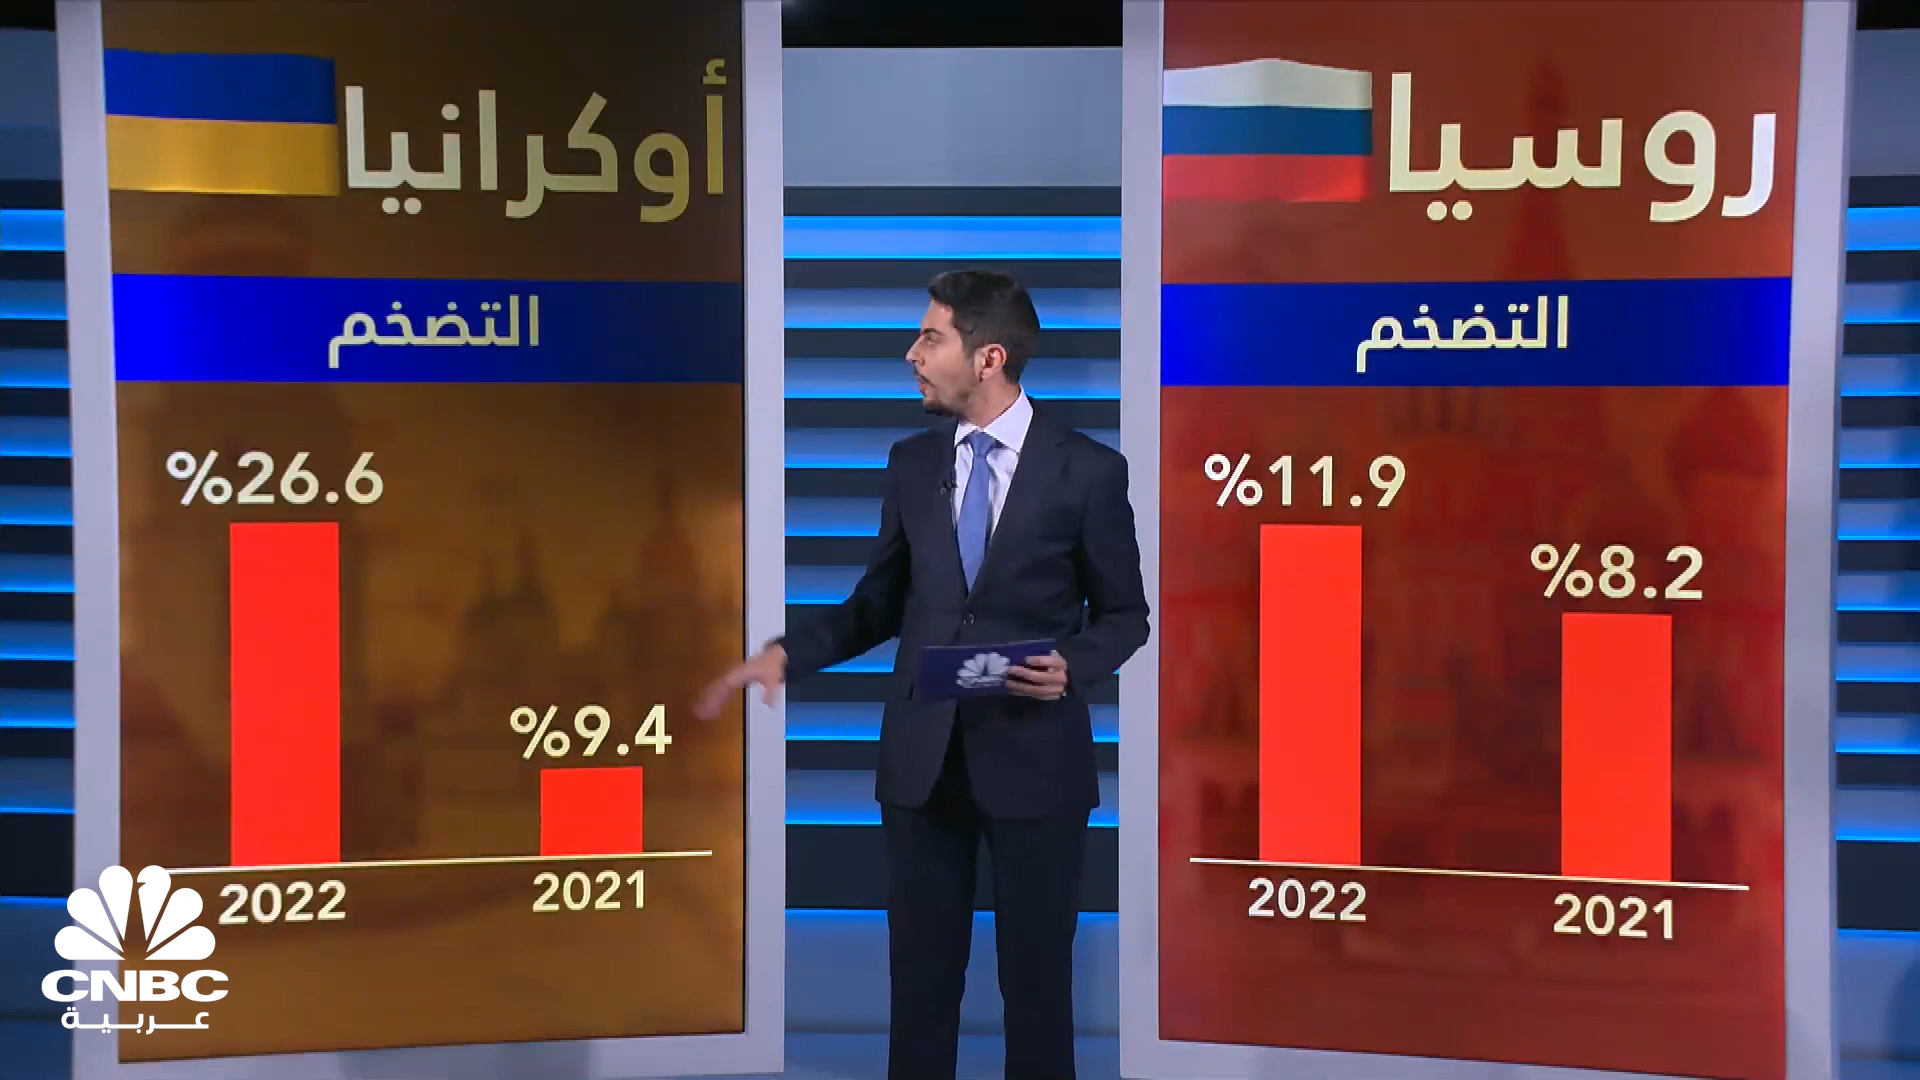 روسيا
التضخم
%11.9
%8.2
2022
2021
أوكرانيا
التضخم
%26.6
%9.4
2022
2021
CNBC
عربية